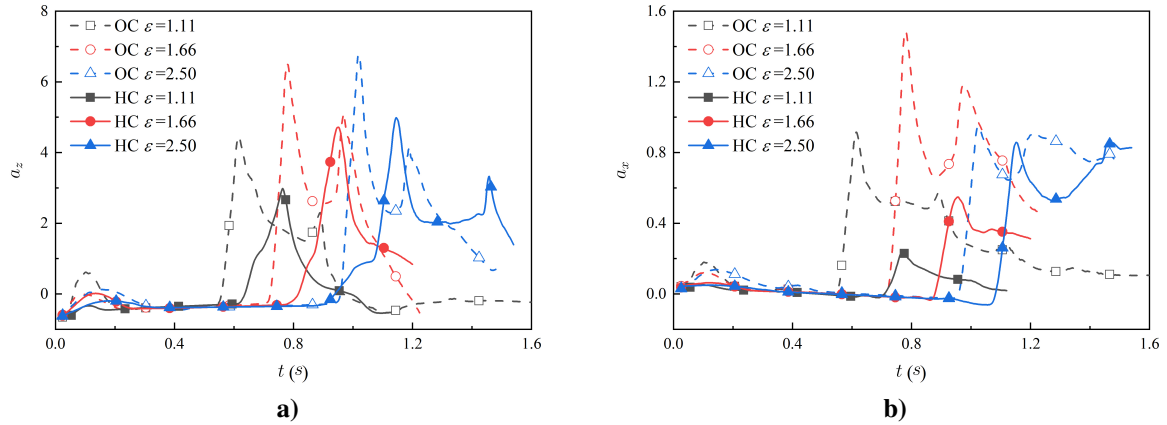 8
6
4
2
0
a_z
0.0 0.4 0.8 1.2 1.6
t (s)
OC ε=1.11
OC ε=1.66
OC ε=2.50
HC ε=1.11
HC ε=1.66
HC ε=2.50
a)
1.6
1.2
0.8
0.4
0.0
a_x
0.0 0.4 0.8 1.2 1.6
t (s)
OC ε=1.11
OC ε=1.66
OC ε=2.50
HC ε=1.11
HC ε=1.66
HC ε=2.50
b)